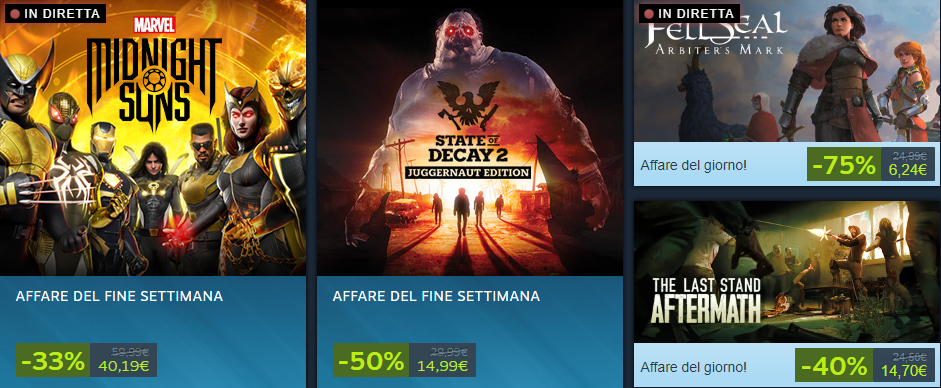 IN DIRETTA
MARVEL
MIDNIGHT
SUNS
AFFARE DEL FINE SETTIMANA
-33%
59,99€
40,19€
STATE OF
DECAY 2
JUGGERNAUT EDITION
AFFARE DEL FINE SETTIMANA
-50%
29,99€
14,99€
IN DIRETTA
FELL SEAL
ARBITER'S MARK
Affare del giorno!
-75%
24,99€
6,24€
THE LAST STAND
AFTERMATH
Affare del giorno!
-40%
24,50€
14,70€